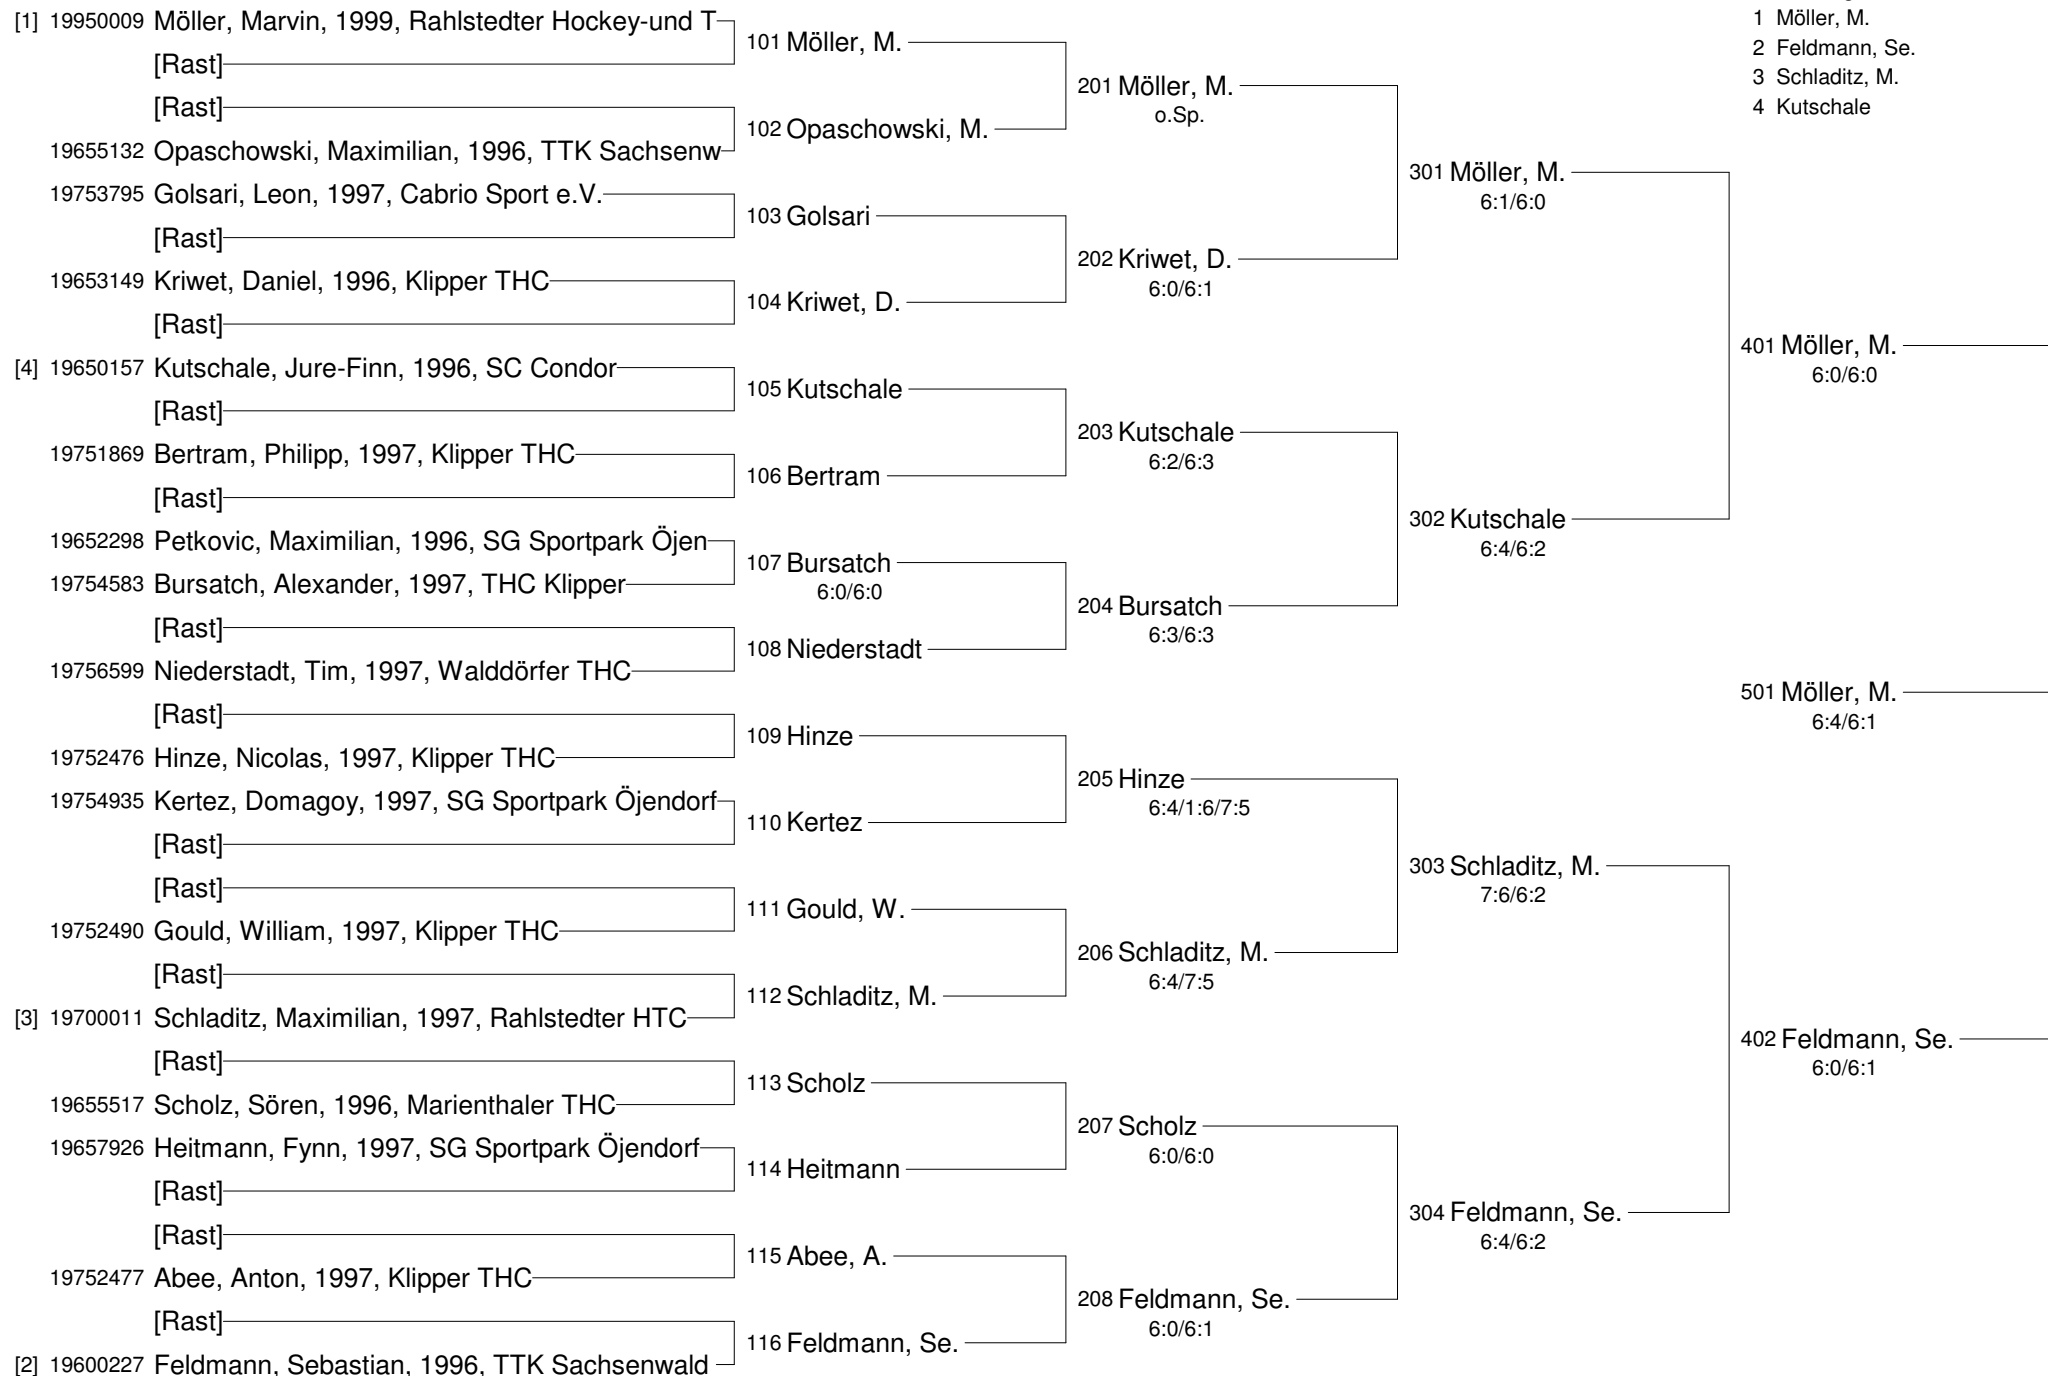 [1] 19950009 Möller, Marvin, 1999, Rahlstedter Hockey-und T
[Rast]
[Rast]
19655132 Opaschowski, Maximilian, 1996, TTK Sachsenw
19753795 Golsari, Leon, 1997, Cabrio Sport e.V.
[Rast]
19653149 Kriwet, Daniel, 1996, Klipper THC
[Rast]
[4] 19650157 Kutschale, Jure-Finn, 1996, SC Condor
[Rast]
19751869 Bertram, Philipp, 1997, Klipper THC
[Rast]
19652298 Petkovic, Maximilian, 1996, SG Sportpark Öjen
19754583 Bursatch, Alexander, 1997, THC Klipper
[Rast]
19756599 Niederstadt, Tim, 1997, Walddörfer THC
[Rast]
19752476 Hinze, Nicolas, 1997, Klipper THC
19754935 Kertez, Domagoy, 1997, SG Sportpark Öjendorf
[Rast]
[Rast]
19752490 Gould, William, 1997, Klipper THC
[Rast]
[3] 19700011 Schladitz, Maximilian, 1997, Rahlstedter HTC
[Rast]
19655517 Scholz, Sören, 1996, Marienthaler THC
19657926 Heitmann, Fynn, 1997, SG Sportpark Öjendorf
[Rast]
[Rast]
19752477 Abee, Anton, 1997, Klipper THC
[Rast]
[2] 19600227 Feldmann, Sebastian, 1996, TTK Sachsenwald
101 Möller, M.
102 Opaschowski, M.
103 Golsari
104 Kriwet, D.
105 Kutschale
106 Bertram
107 Bursatch
6:0/6:0
108 Niederstadt
109 Hinze
110 Kertez
111 Gould, W.
112 Schladitz, M.
113 Scholz
114 Heitmann
115 Abee, A.
116 Feldmann, Se.
201 Möller, M.
o.Sp.
202 Kriwet, D.
6:0/6:1
203 Kutschale
6:2/6:3
204 Bursatch
6:3/6:3
205 Hinze
6:4/1:6/7:5
206 Schladitz, M.
6:4/7:5
207 Scholz
6:0/6:0
208 Feldmann, Se.
6:0/6:1
301 Möller, M.
6:1/6:0
302 Kutschale
6:4/6:2
303 Schladitz, M.
7:6/6:2
304 Feldmann, Se.
6:4/6:2
1 Möller, M.
2 Feldmann, Se.
3 Schladitz, M.
4 Kutschale
401 Möller, M.
6:0/6:0
501 Möller, M.
6:4/6:1
402 Feldmann, Se.
6:0/6:1